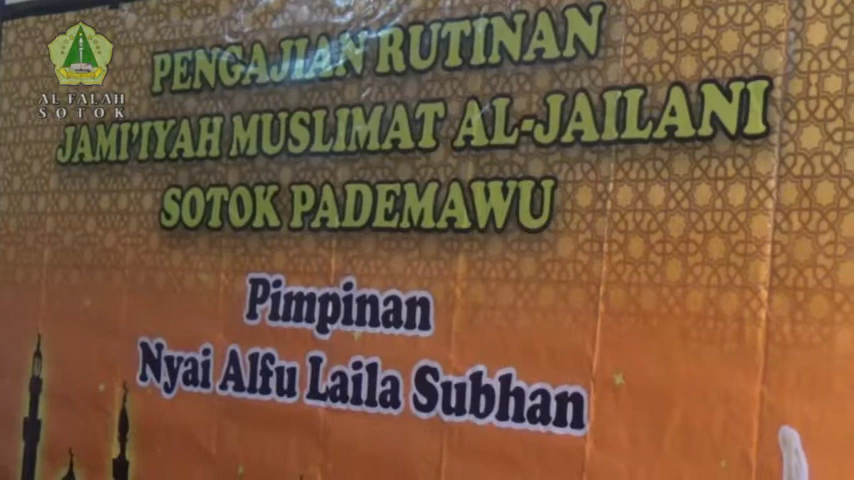 AL FALAH
SOTOK
PENGAJIAN RUTINAN
JAMI'IYAH MUSLIMAT AL-JAILANI
SOTOK PADEMAWU
Pimpinan
Nyai Alfu Laila Subhan